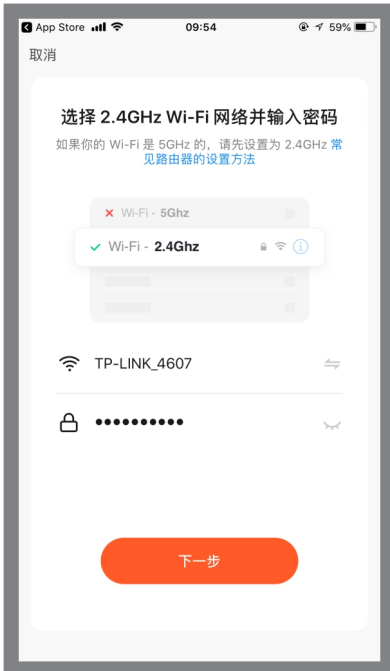 App Store 09:54 59%
取消
选择 2.4GHz Wi-Fi 网络并输入密码
如果你的 Wi-Fi 是 5GHz 的，请先设置为 2.4GHz 常
见路由器的设置方法
Wi-Fi - 5Ghz
Wi-Fi - 2.4Ghz
TP-LINK_4607
••••••••••
下一步